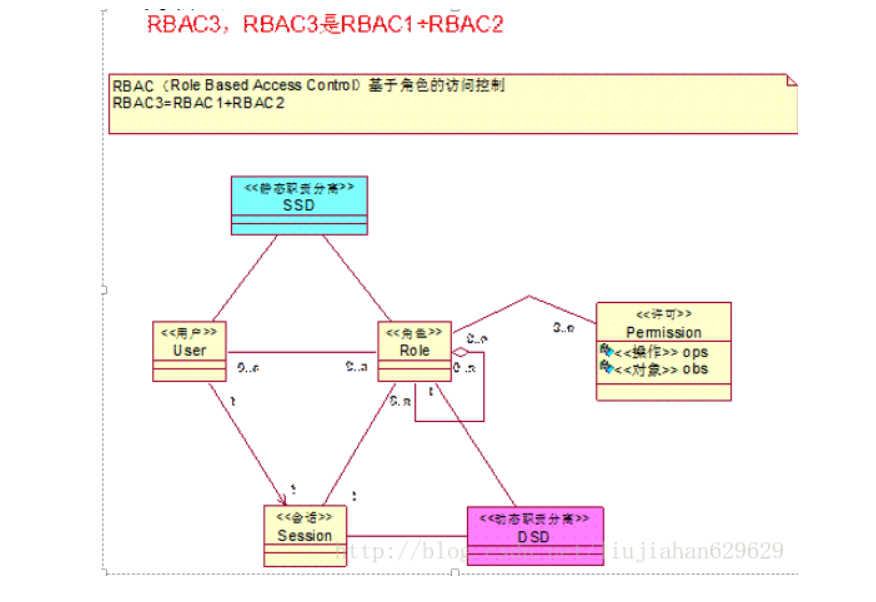 RBAC3，RBAC3是RBAC1+RBAC2
RBAC（Role Based Access Control）基于角色的访问控制
RBAC3=RBAC1+RBAC2
<<静态职责分离>>
SSD
<<用户>>
User
<<角色>>
Role
<<许可>>
Permission
<<操作>> ops
<<对象>> obs
0..n
0..n
0..n
0..n
0..n
0..n
1
1
1
1
<<会话>>
Session
<<动态职责分离>>
DSD
http://blog.csdn.net/liujiahan629629